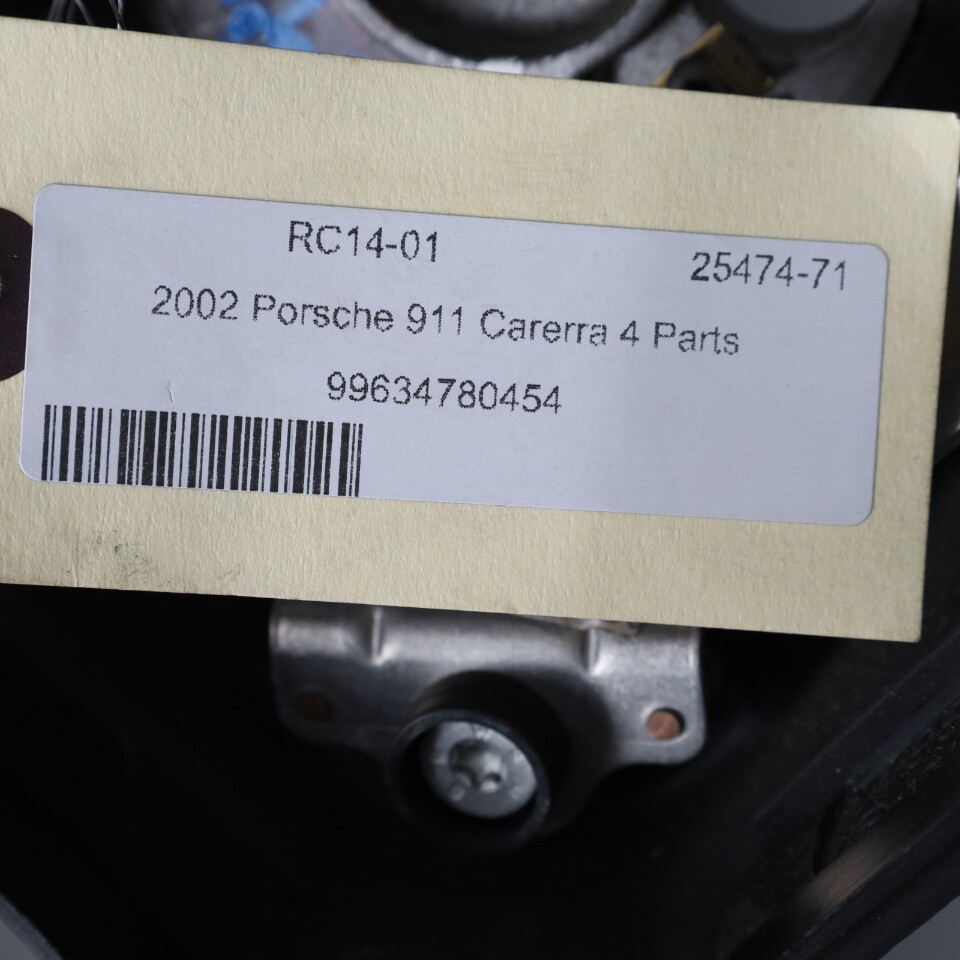 RC14-01 25474-71
2002 Porsche 911 Carerra 4 Parts
99634780454